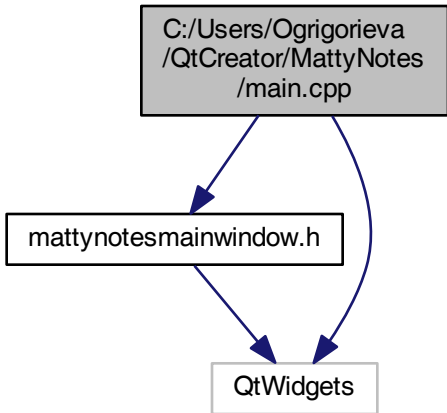 C:/Users/Ogrigorieva
/QtCreator/MattyNotes
/main.cpp
mattynotesmainwindow.h
QtWidgets